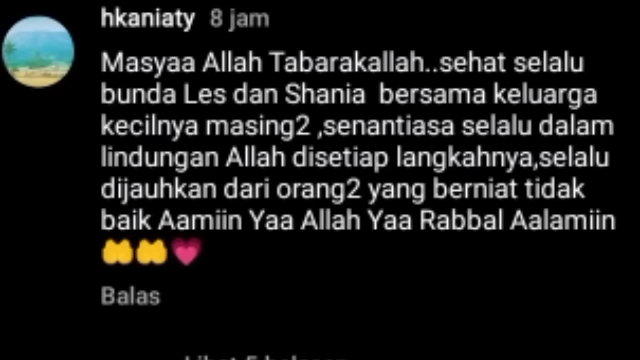 hkaniaty 8 jam
Masyaa Allah Tabarakallah..sehat selalu
bunda Les dan Shania bersama keluarga
kecilnya masing2 ,senantiasa selalu dalam
lindungan Allah disetiap langkahnya,selalu
dijauhkan dari orang2 yang berniat tidak
baik Aamiin Yaa Allah Yaa Rabbal Aalamiin
🤲🤲💗
Balas